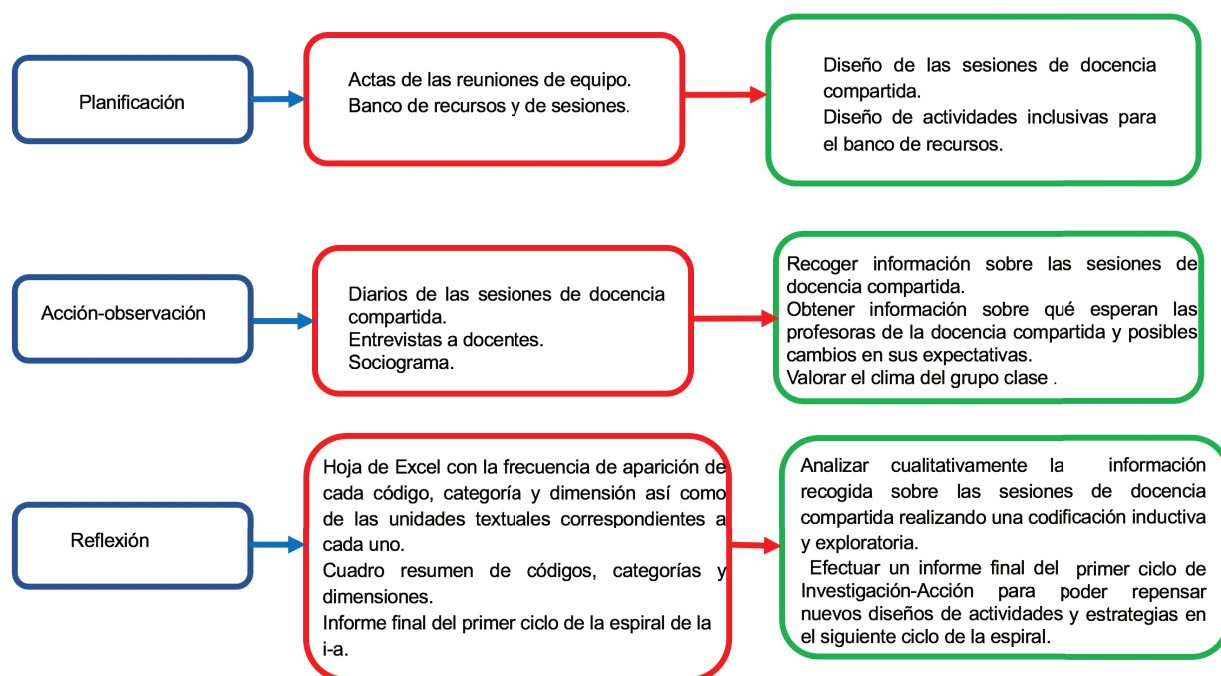 Planificación
Actas de las reuniones de equipo.
Banco de recursos y de sesiones.
Diseño de las sesiones de docencia
compartida.
Diseño de actividades inclusivas para
el banco de recursos.
Acción-observación
Diarios de las sesiones de docencia
compartida.
Entrevistas a docentes.
Sociograma.
Recoger información sobre las sesiones de
docencia compartida.
Obtener información sobre qué esperan las
profesoras de la docencia compartida y posibles
cambios en sus expectativas.
Valorar el clima del grupo clase .
Reflexión
Hoja de Excel con la frecuencia de aparición de
cada código, categoría y dimensión así como
de las unidades textuales correspondientes a
cada uno.
Cuadro resumen de códigos, categorías y
dimensiones.
Informe final del primer ciclo de la espiral de la
i-a.
Analizar cualitativamente la información
recogida sobre las sesiones de docencia
compartida realizando una codificación inductiva
y exploratoria.
Efectuar un informe final del primer ciclo de
Investigación-Acción para poder repensar
nuevos diseños de actividades y estrategias en
el siguiente ciclo de la espiral.